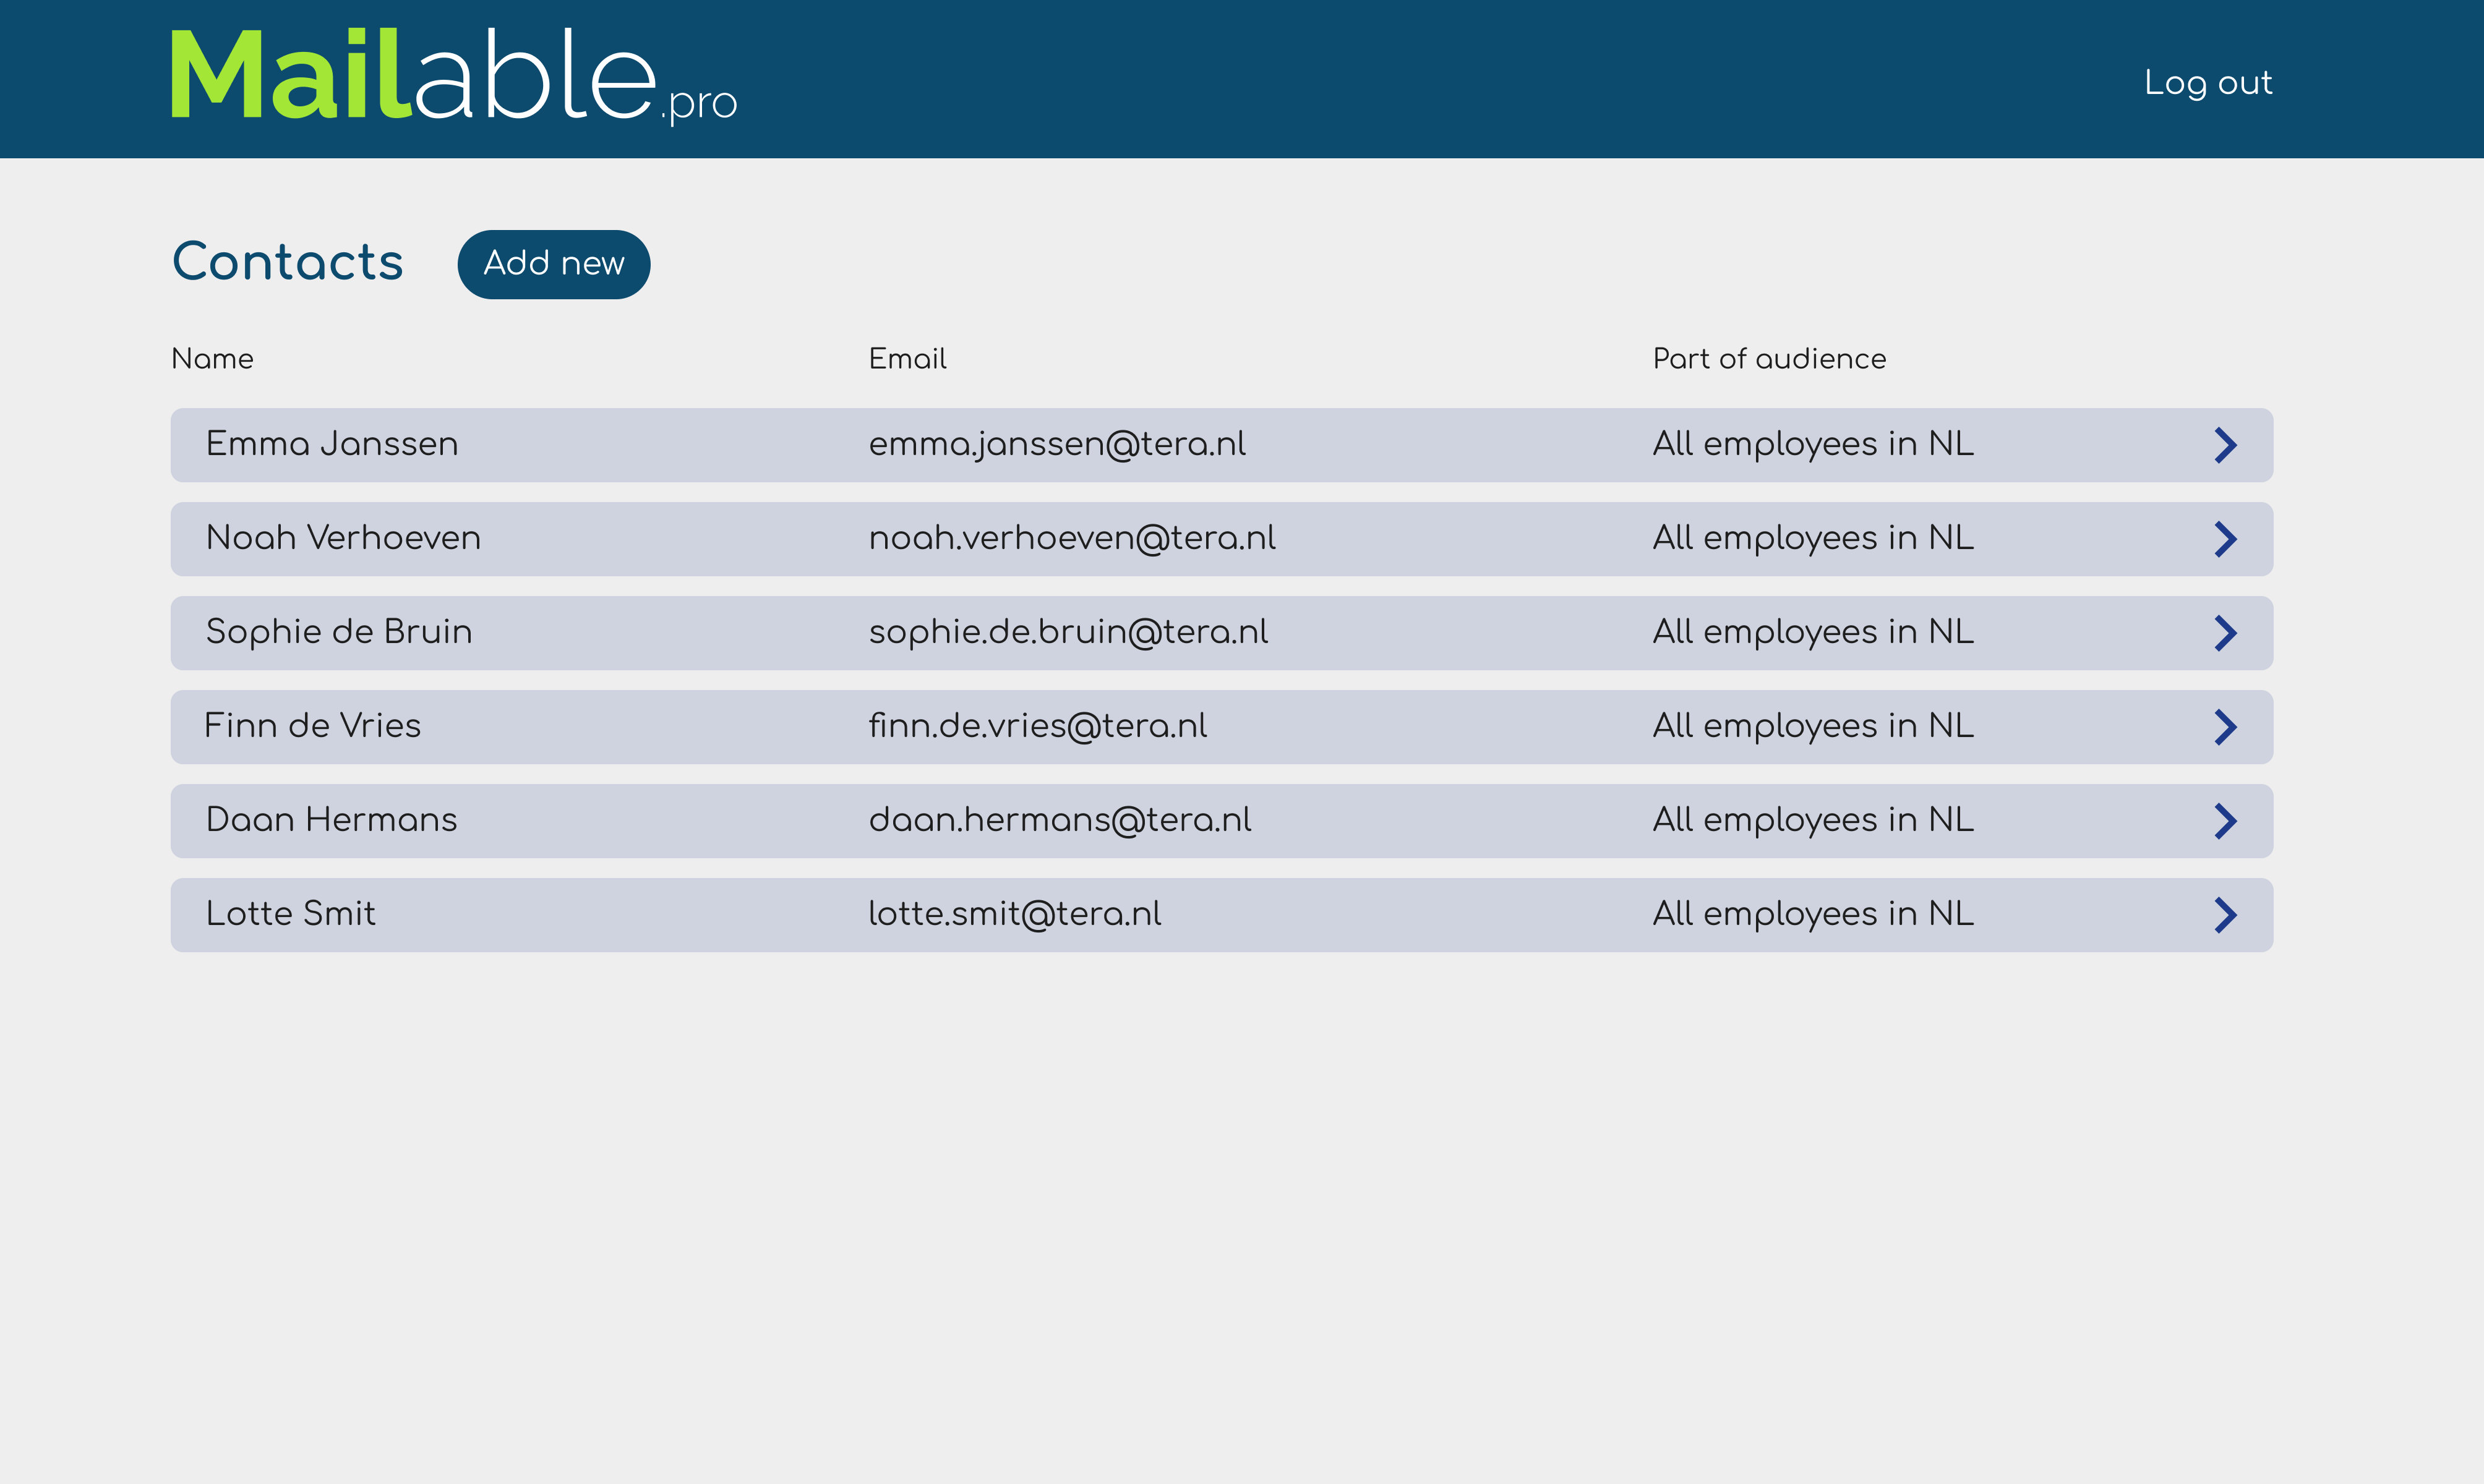 Mailable.pro
Log out
Contacts Add new
Name Email Part of audience
Emma Janssen emma.janssen@tera.nl All employees in NL
Noah Verhoeven noah.verhoeven@tera.nl All employees in NL
Sophie de Bruin sophie.de.bruin@tera.nl All employees in NL
Finn de Vries finn.de.vries@tera.nl All employees in NL
Daan Hermans daan.hermans@tera.nl All employees in NL
Lotte Smit lotte.smit@tera.nl All employees in NL